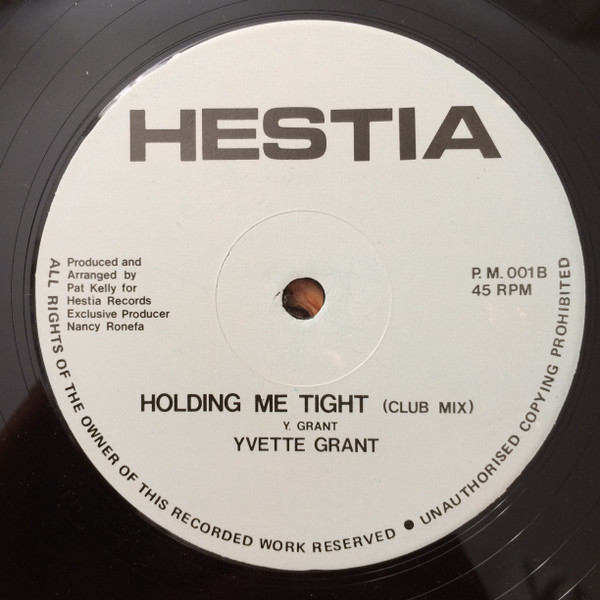 HESTIA
Produced and
Arranged by
Pat Kelly for
Hestia Records
Exclusive Producer
Nancy Ronefa
P.M. 001B
45 RPM
HOLDING ME TIGHT (CLUB MIX)
Y. GRANT
YVETTE GRANT
ALL RIGHTS OF THE OWNER OF THIS RECORDED WORK RESERVED ● UNAUTHORISED COPYING PROHIBITED